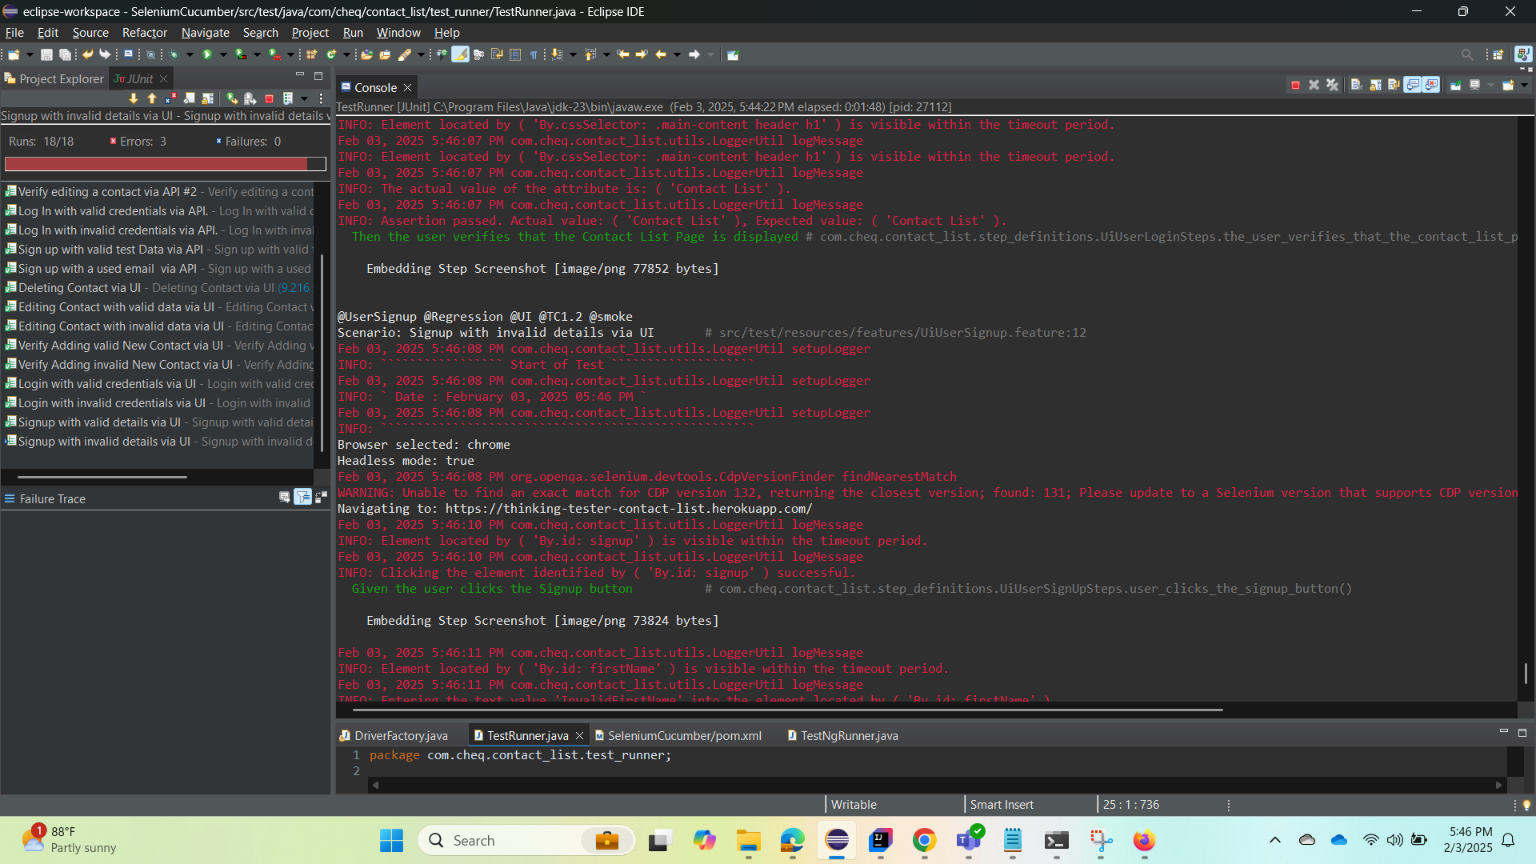 eclipse-workspace - SeleniumCucumber/src/test/java/com/cheq/contact_list/test_runner/TestRunner.java - Eclipse IDE
File Edit Source Refactor Navigate Search Project Run Window Help
Project Explorer JUnit
Console
TestRunner [JUnit] C:\Program Files\Java\jdk-23\bin\javaw.exe (Feb 3, 2025, 5:44:22 PM elapsed: 0:01:48) [pid: 27112]
Signup with invalid details via UI - Signup with invalid details v
Runs: 18/18 Errors: 3 Failures: 0
Verify editing a contact via API #2 - Verify editing a cont
Log In with valid credentials via API. - Log In with valid c
Log In with invalid credentials via API. - Log In with inva
Sign up with valid test Data via API - Sign up with valid
Sign up with a used email via API - Sign up with a used
Deleting Contact via UI - Deleting Contact via UI (9.216
Editing Contact with valid data via UI - Editing Contact v
Editing Contact with invalid data via UI - Editing Contac
Verify Adding valid New Contact via UI - Verify Adding v
Verify Adding invalid New Contact via UI - Verify Adding
Login with valid credentials via UI - Login with valid cred
Login with invalid credentials via UI - Login with invalid
Signup with valid details via UI - Signup with valid detai
Signup with invalid details via UI - Signup with invalid d
Failure Trace
INFO: Element located by ( 'By.cssSelector: .main-content header h1' ) is visible within the timeout period.
Feb 03, 2025 5:46:07 PM com.cheq.contact_list.utils.LoggerUtil logMessage
INFO: Element located by ( 'By.cssSelector: .main-content header h1' ) is visible within the timeout period.
Feb 03, 2025 5:46:07 PM com.cheq.contact_list.utils.LoggerUtil logMessage
INFO: The actual value of the attribute is: ( 'Contact List' ).
Feb 03, 2025 5:46:07 PM com.cheq.contact_list.utils.LoggerUtil logMessage
INFO: Assertion passed. Actual value: ( 'Contact List' ), Expected value: ( 'Contact List' ).
Then the user verifies that the Contact List Page is displayed # com.cheq.contact_list.step_definitions.UiUserLoginSteps.the_user_verifies_that_the_contact_list_p
Embedding Step Screenshot [image/png 77852 bytes]
@UserSignup @Regression @UI @TC1.2 @smoke
Scenario: Signup with invalid details via UI # src/test/resources/features/UiUserSignup.feature:12
Feb 03, 2025 5:46:08 PM com.cheq.contact_list.utils.LoggerUtil setupLogger
INFO: ````````````````` Start of Test ````````````````````
Feb 03, 2025 5:46:08 PM com.cheq.contact_list.utils.LoggerUtil setupLogger
INFO: ` Date : February 03, 2025 05:46 PM `
Feb 03, 2025 5:46:08 PM com.cheq.contact_list.utils.LoggerUtil setupLogger
INFO: ````````````````````````````````````````````````````
Browser selected: chrome
Headless mode: true
Feb 03, 2025 5:46:08 PM org.openqa.selenium.devtools.CdpVersionFinder findNearestMatch
WARNING: Unable to find an exact match for CDP version 132, returning the closest version; found: 131; Please update to a Selenium version that supports CDP version
Navigating to: https://thinking-tester-contact-list.herokuapp.com/
Feb 03, 2025 5:46:10 PM com.cheq.contact_list.utils.LoggerUtil logMessage
INFO: Element located by ( 'By.id: signup' ) is visible within the timeout period.
Feb 03, 2025 5:46:10 PM com.cheq.contact_list.utils.LoggerUtil logMessage
INFO: Clicking the element identified by ( 'By.id: signup' ) successful.
Given the user clicks the Signup button # com.cheq.contact_list.step_definitions.UiUserSignUpSteps.user_clicks_the_signup_button()
Embedding Step Screenshot [image/png 73824 bytes]
Feb 03, 2025 5:46:11 PM com.cheq.contact_list.utils.LoggerUtil logMessage
INFO: Element located by ( 'By.id: firstName' ) is visible within the timeout period.
Feb 03, 2025 5:46:11 PM com.cheq.contact_list.utils.LoggerUtil logMessage
INFO: Entering the text value 'InvalidFirstName' into the element located by ( 'By.id: firstName' )
DriverFactory.java TestRunner.java SeleniumCucumber/pom.xml TestNgRunner.java
1 package com.cheq.contact_list.test_runner;
2
Writable Smart Insert 25 : 1 : 736
1 88°F
Partly sunny
Search
5:46 PM
2/3/2025